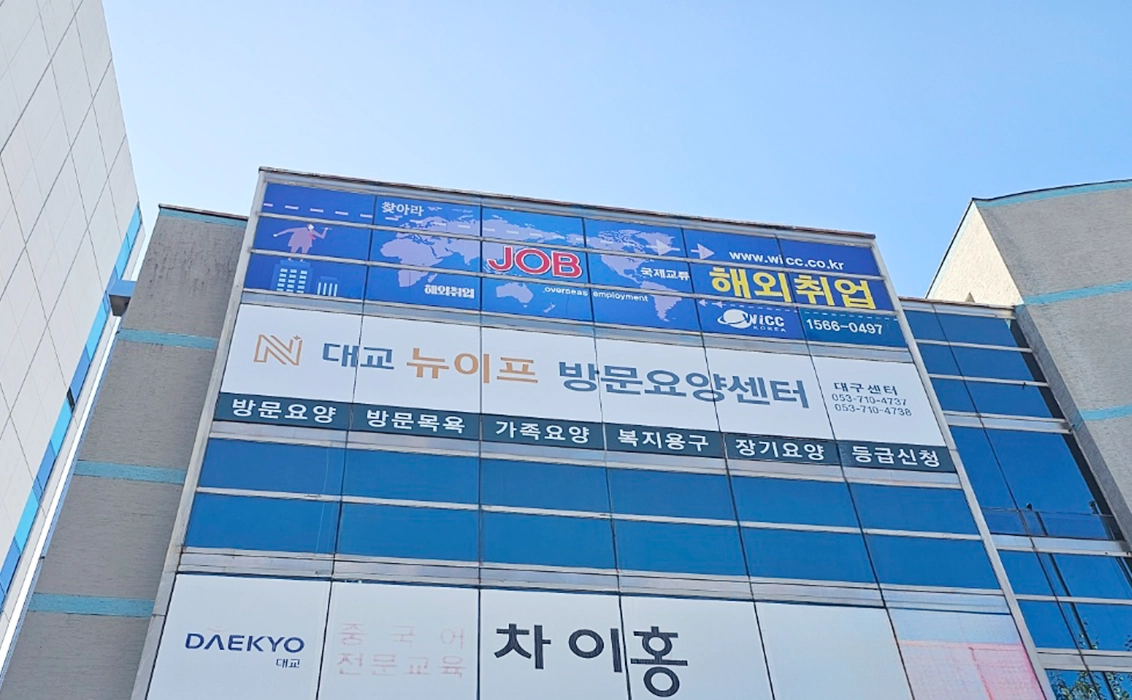 찾아라
www.wicc.co.kr
JOB
국제교류
해외취업
해외취업
overseas employment
WICC
KOREA
1566-0497
N 대교 뉴이프 방문요양센터
대구센터
053-710-4737
053-710-4738
방문요양 방문목욕 가족요양 복지용구 장기요양 등급신청
DAEKYO
대교
중국어
전문교육
차이홍